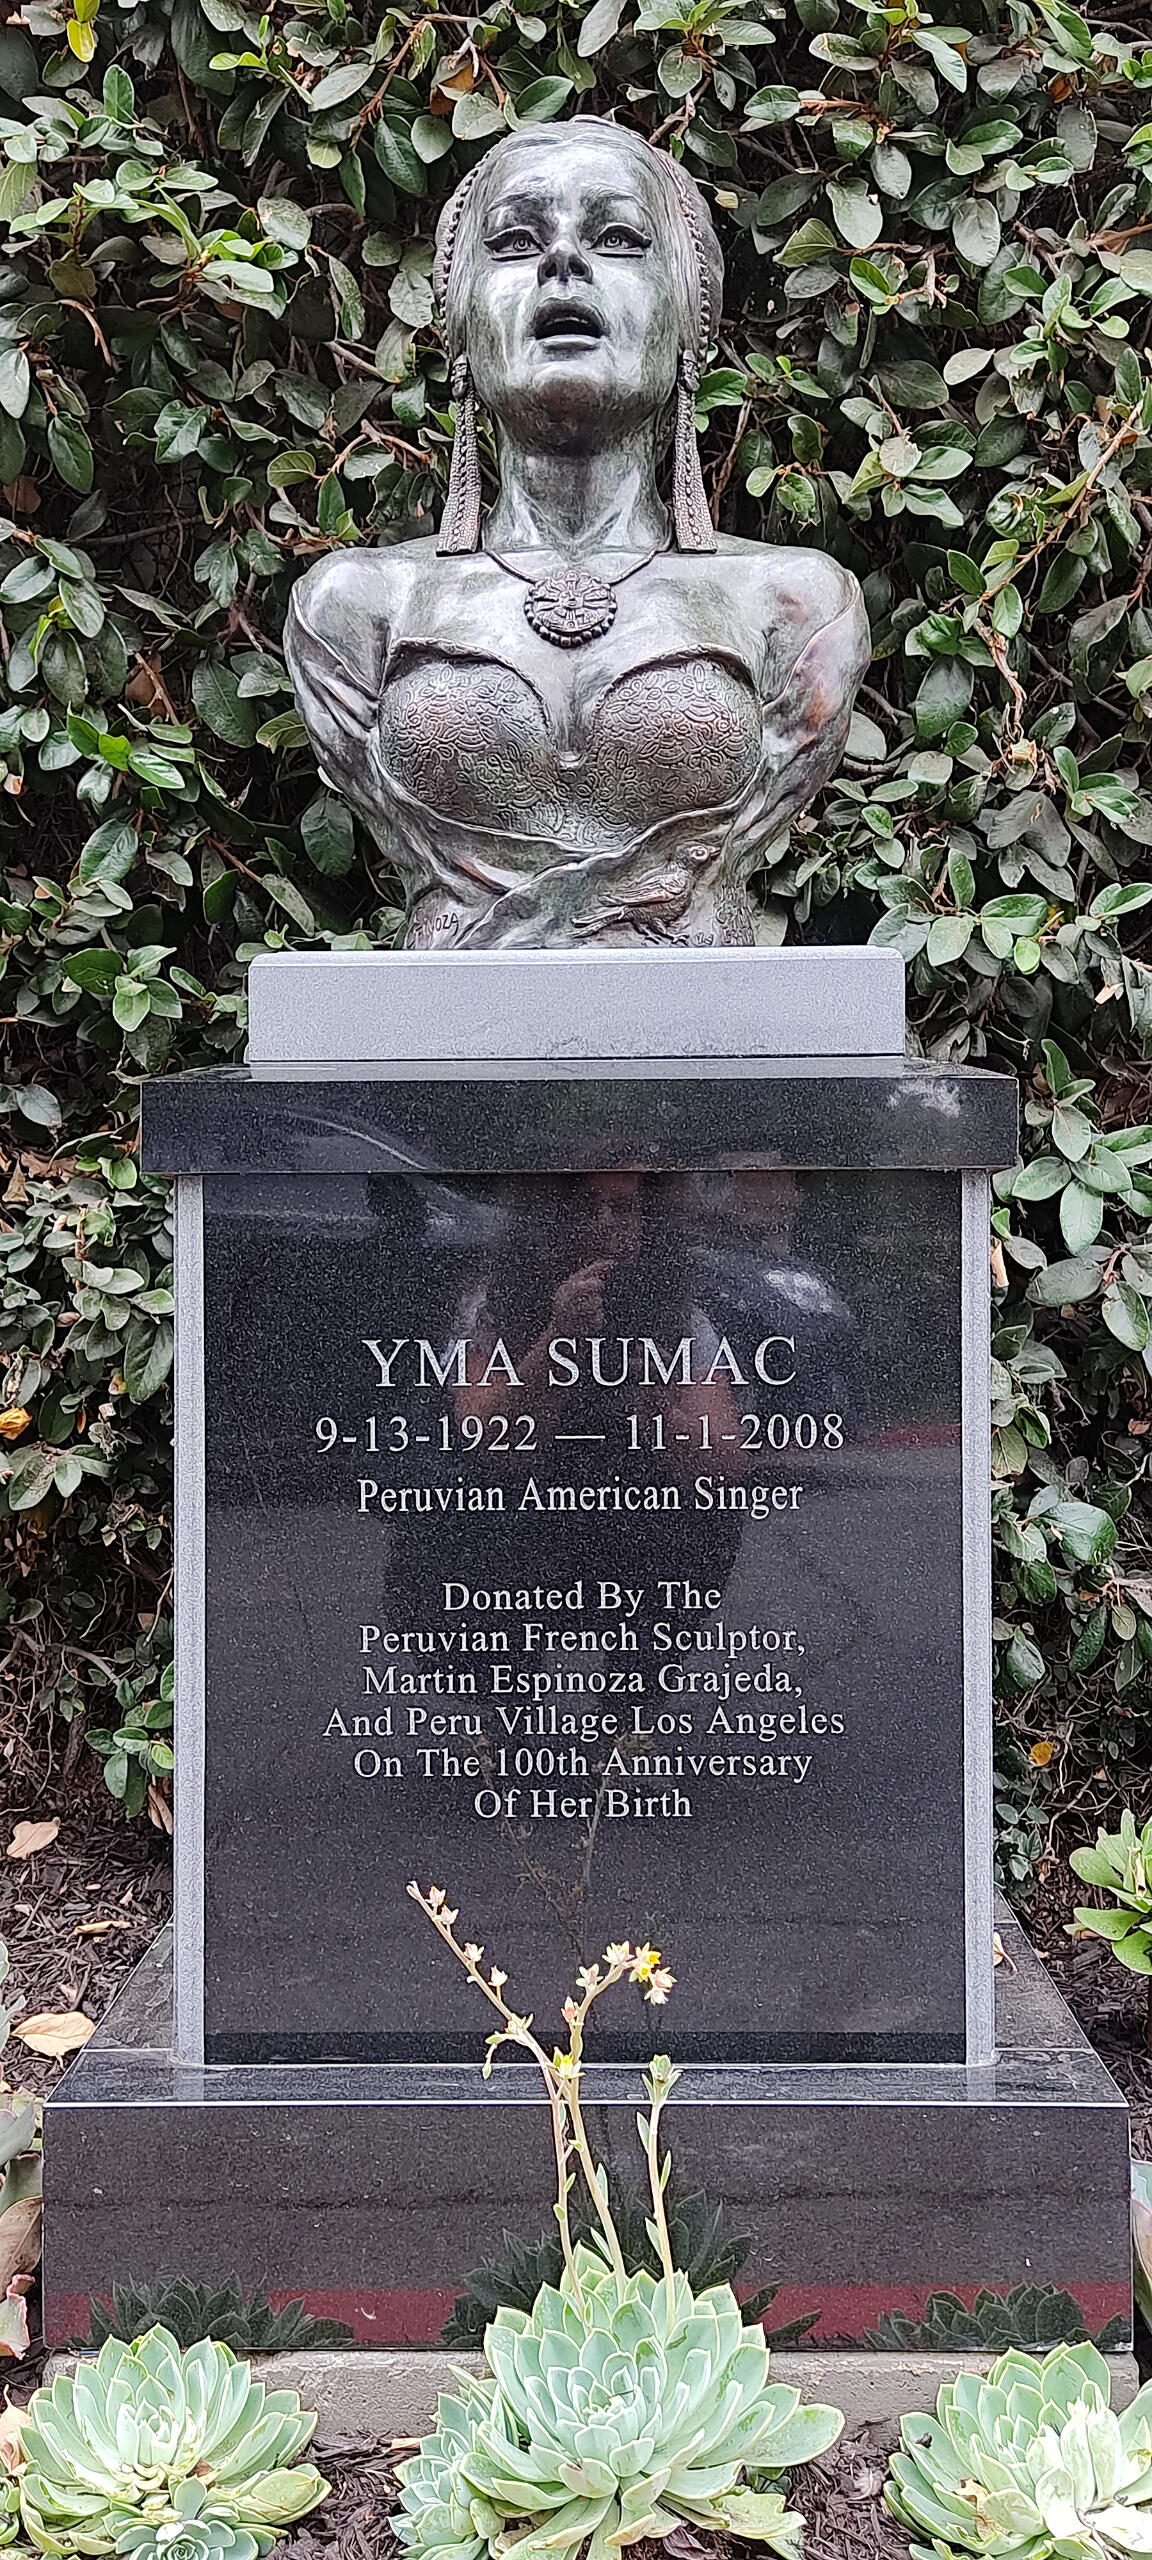 YMA SUMAC
9-13-1922 — 11-1-2008
Peruvian American Singer
Donated By The
Peruvian French Sculptor,
Martin Espinoza Grajeda,
And Peru Village Los Angeles
On The 100th Anniversary
Of Her Birth